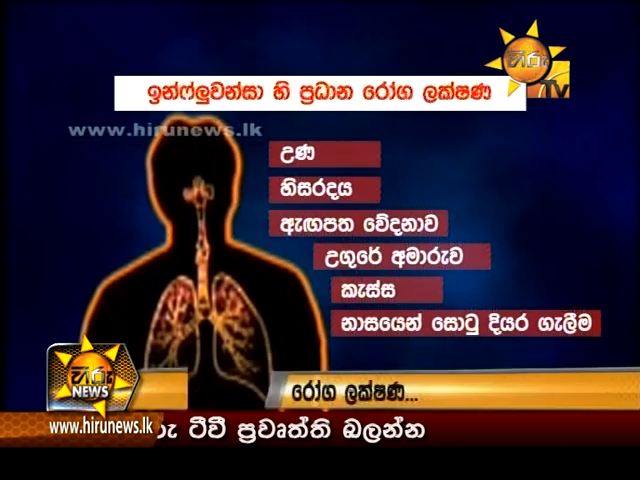 හිරු
TV
ඉන්ෆ්ලුවන්සා හි ප්‍රධාන රෝග ලක්ෂණ
www.hirunews.lk
උණ
හිසරදය
ඇඟපත වේදනාව
උගුරේ අමාරුව
කැස්ස
නාසයෙන් සොටු දියර ගැලීම
හිරු
NEWS
රෝග ලක්ෂණ...
www.hirunews.lk
ටීවී ප්‍රවෘත්ති බලන්න